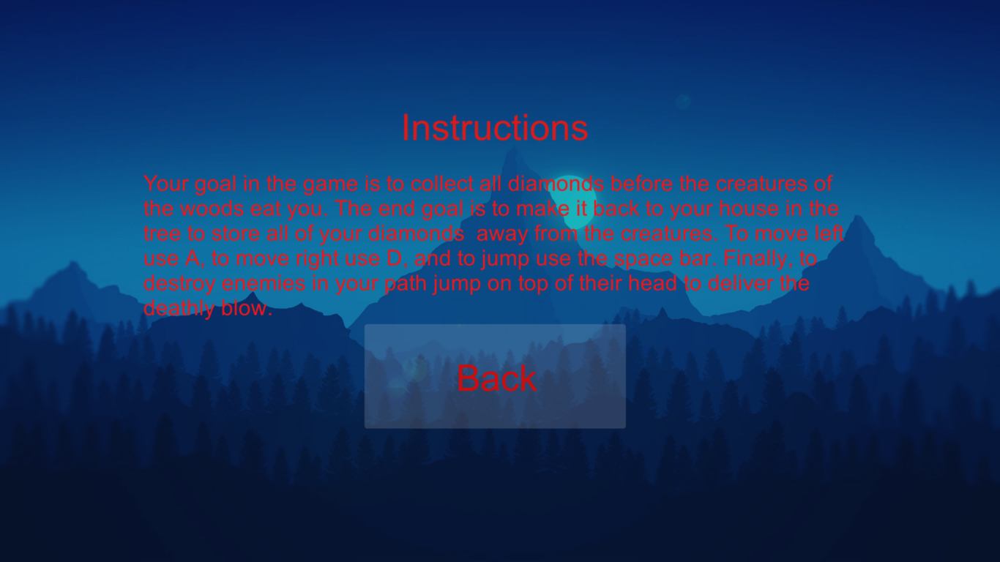 Instructions
Your goal in the game is to collect all diamonds before the creatures of
the woods eat you. The end goal is to make it back to your house in the
tree to store all of your diamonds  away from the creatures. To move left
use A, to move right use D, and to jump use the space bar. Finally, to
destroy enemies in your path jump on top of their head to deliver the
deathly blow.
Back